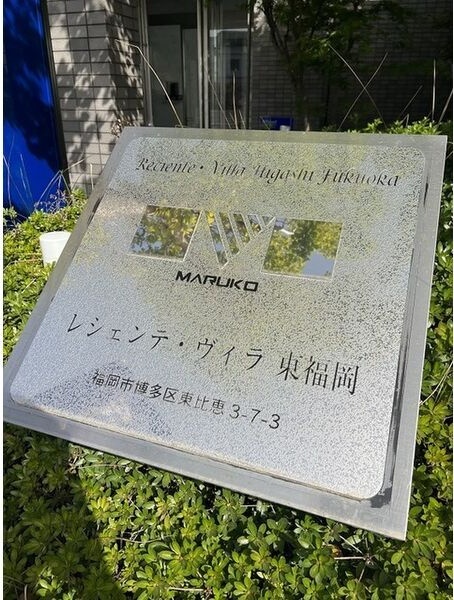 Reciente・Villa Higashi Fukuoka
MARUKO
レシェンテ・ヴィラ 東福岡
福岡市博多区東比恵 3-7-3